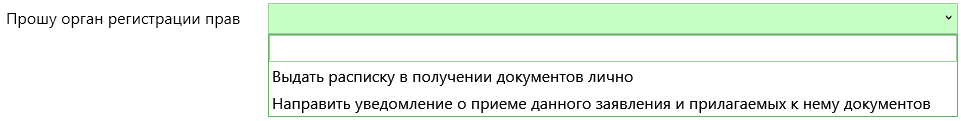 Прошу орган регистрации прав
Выдать расписку в получении документов лично
Направить уведомление о приеме данного заявления и прилагаемых к нему документов